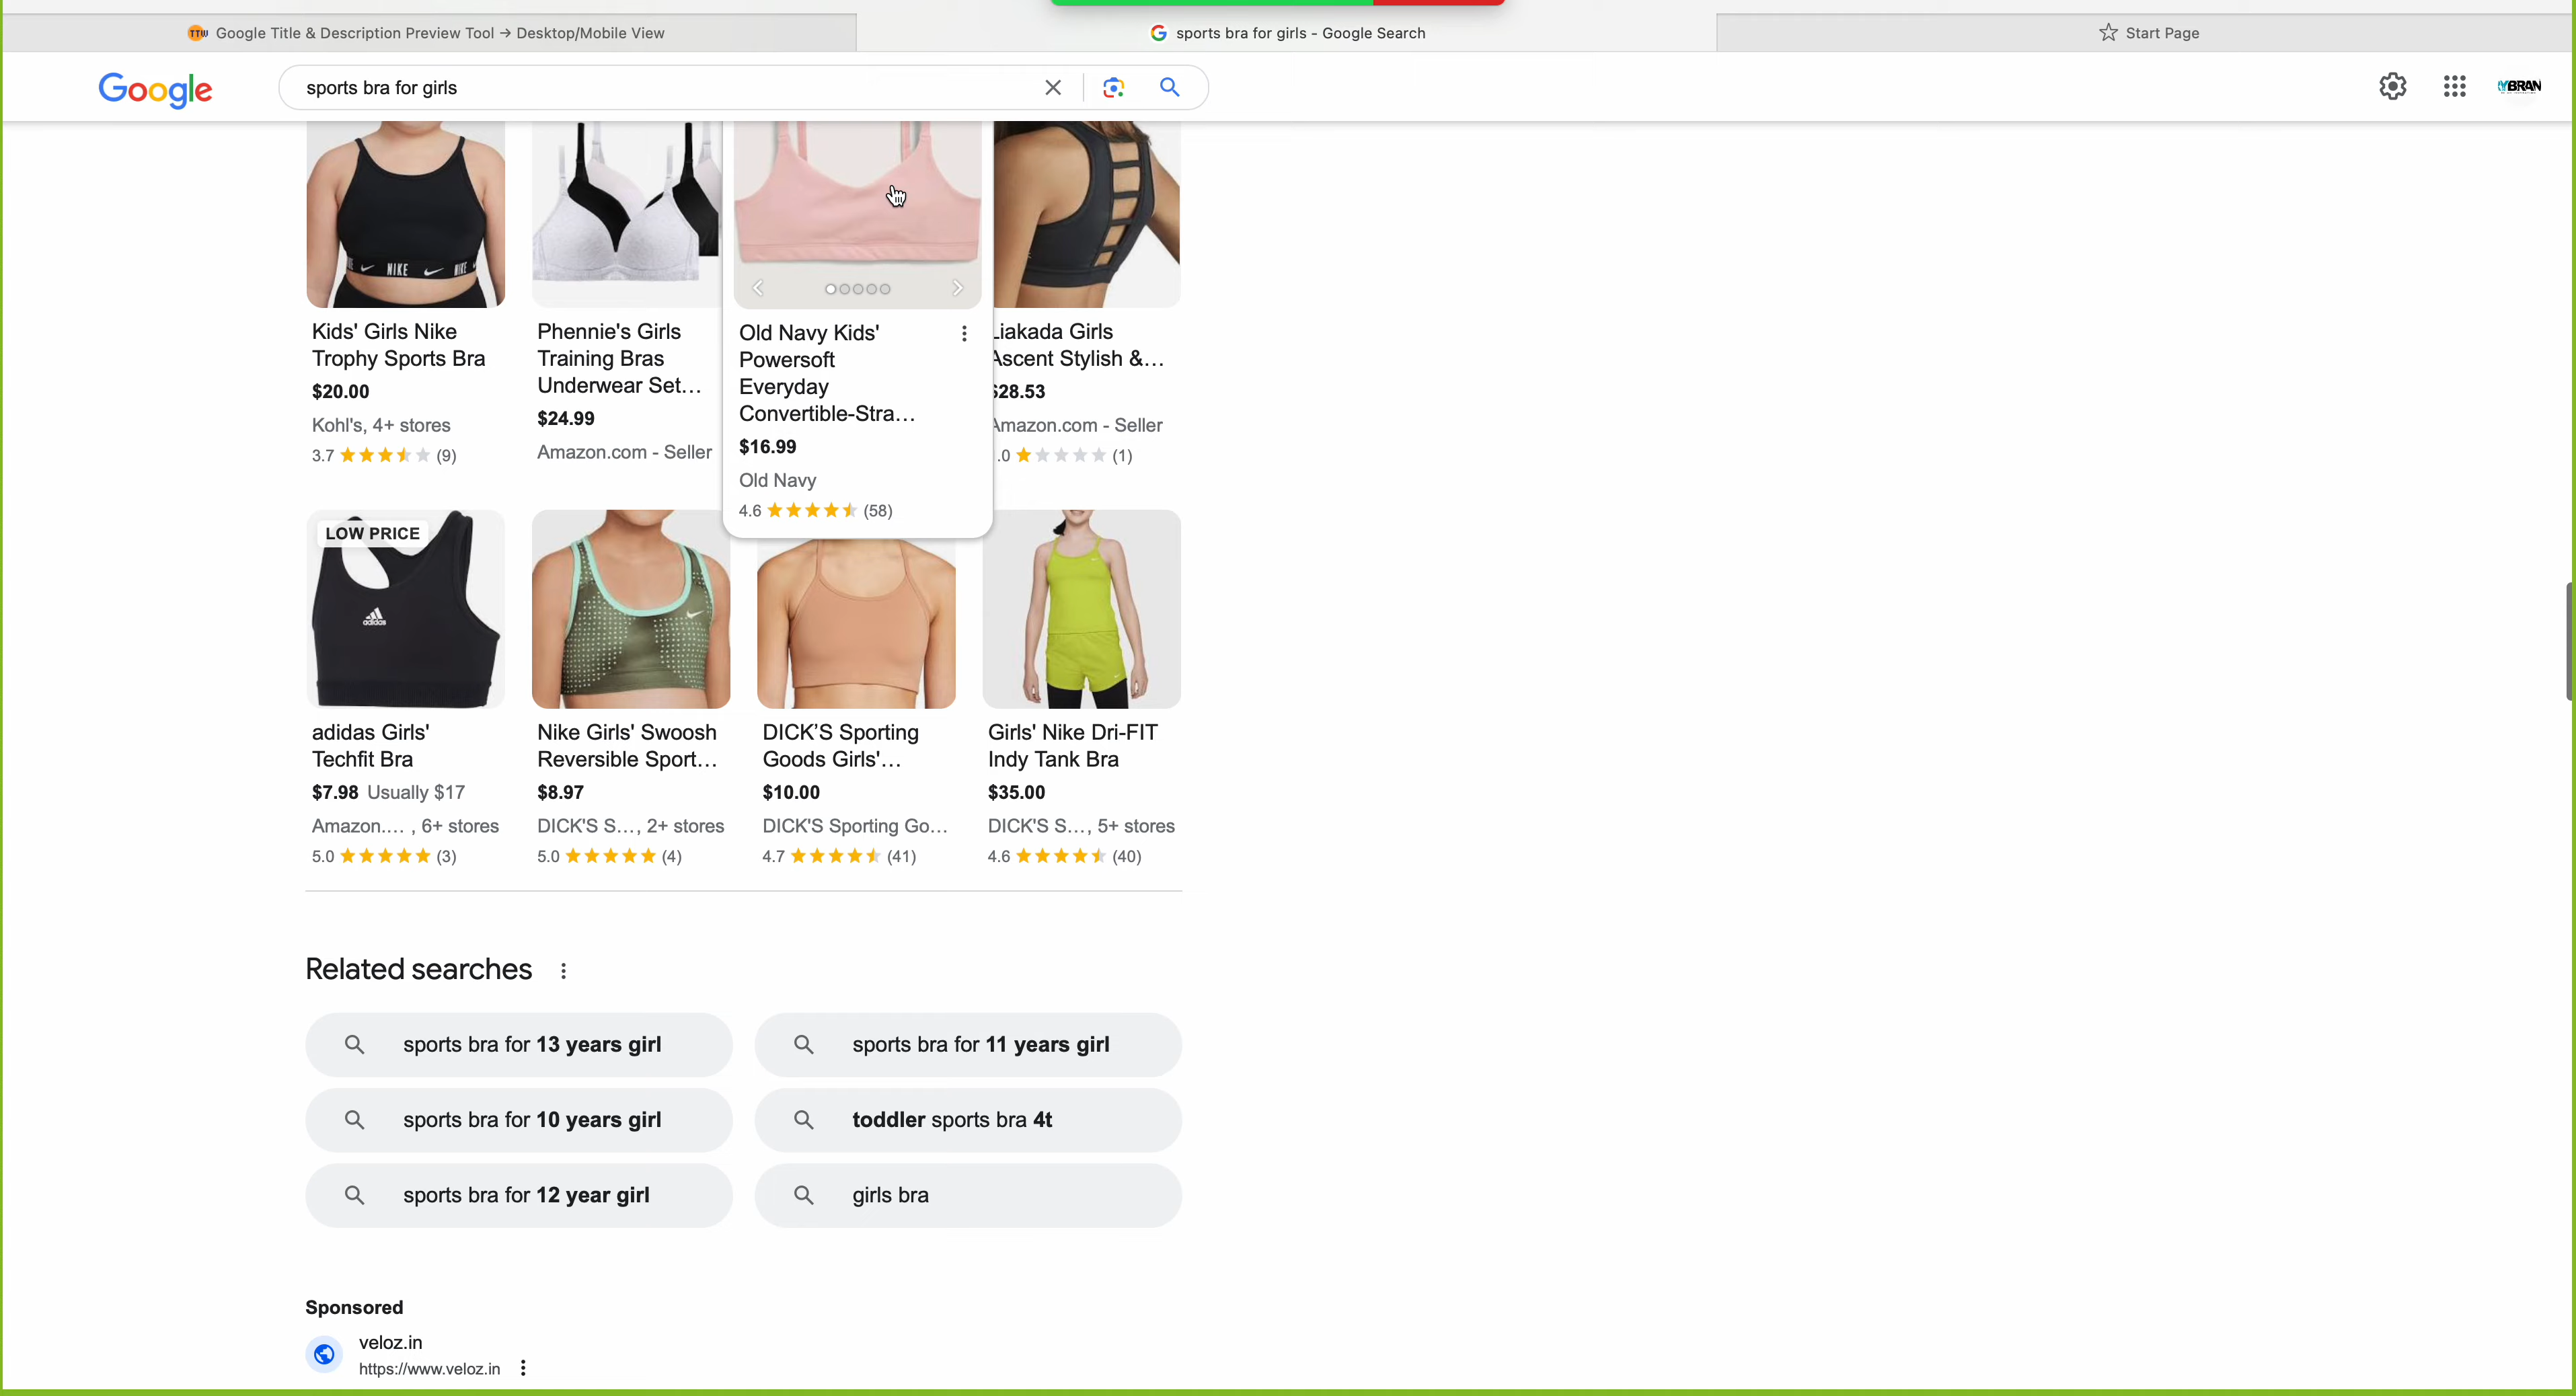 Google Title & Description Preview Tool → Desktop/Mobile View
sports bra for girls - Google Search
Start Page
Google
sports bra for girls
YBRAN
NIKE
Kids' Girls Nike
Trophy Sports Bra
$20.00
Kohl's, 4+ stores
3.7 (9)
Phennie's Girls
Training Bras
Underwear Set...
$24.99
Amazon.com - Seller
Old Navy Kids'
Powersoft
Everyday
Convertible-Stra...
$16.99
Old Navy
4.6 (58)
Liakada Girls
Ascent Stylish &...
$28.53
Amazon.com - Seller
.0 (1)
LOW PRICE
adidas
adidas Girls'
Techfit Bra
$7.98 Usually $17
Amazon.... , 6+ stores
5.0 (3)
Nike Girls' Swoosh
Reversible Sport...
$8.97
DICK'S S..., 2+ stores
5.0 (4)
DICK'S Sporting
Goods Girls'...
$10.00
DICK'S Sporting Go...
4.7 (41)
Girls' Nike Dri-FIT
Indy Tank Bra
$35.00
DICK'S S..., 5+ stores
4.6 (40)
Related searches
sports bra for 13 years girl
sports bra for 11 years girl
sports bra for 10 years girl
toddler sports bra 4t
sports bra for 12 year girl
girls bra
Sponsored
veloz.in
https://www.veloz.in